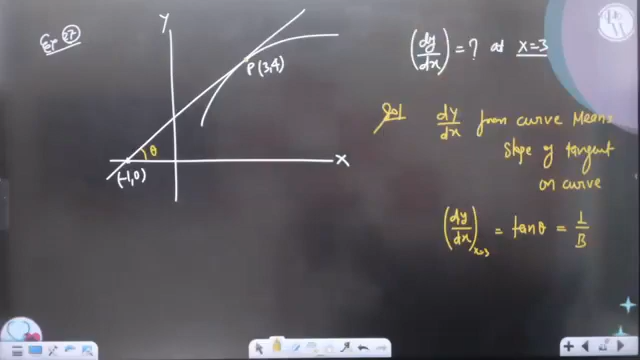 Ex 27
Y
P (3,4)
θ
(-1,0)
X
(dy/dx) = ? at x=3
Sol dy/dx from curve Means
slope of tangent
on curve
(dy/dx)x=3 = tanθ = L/B